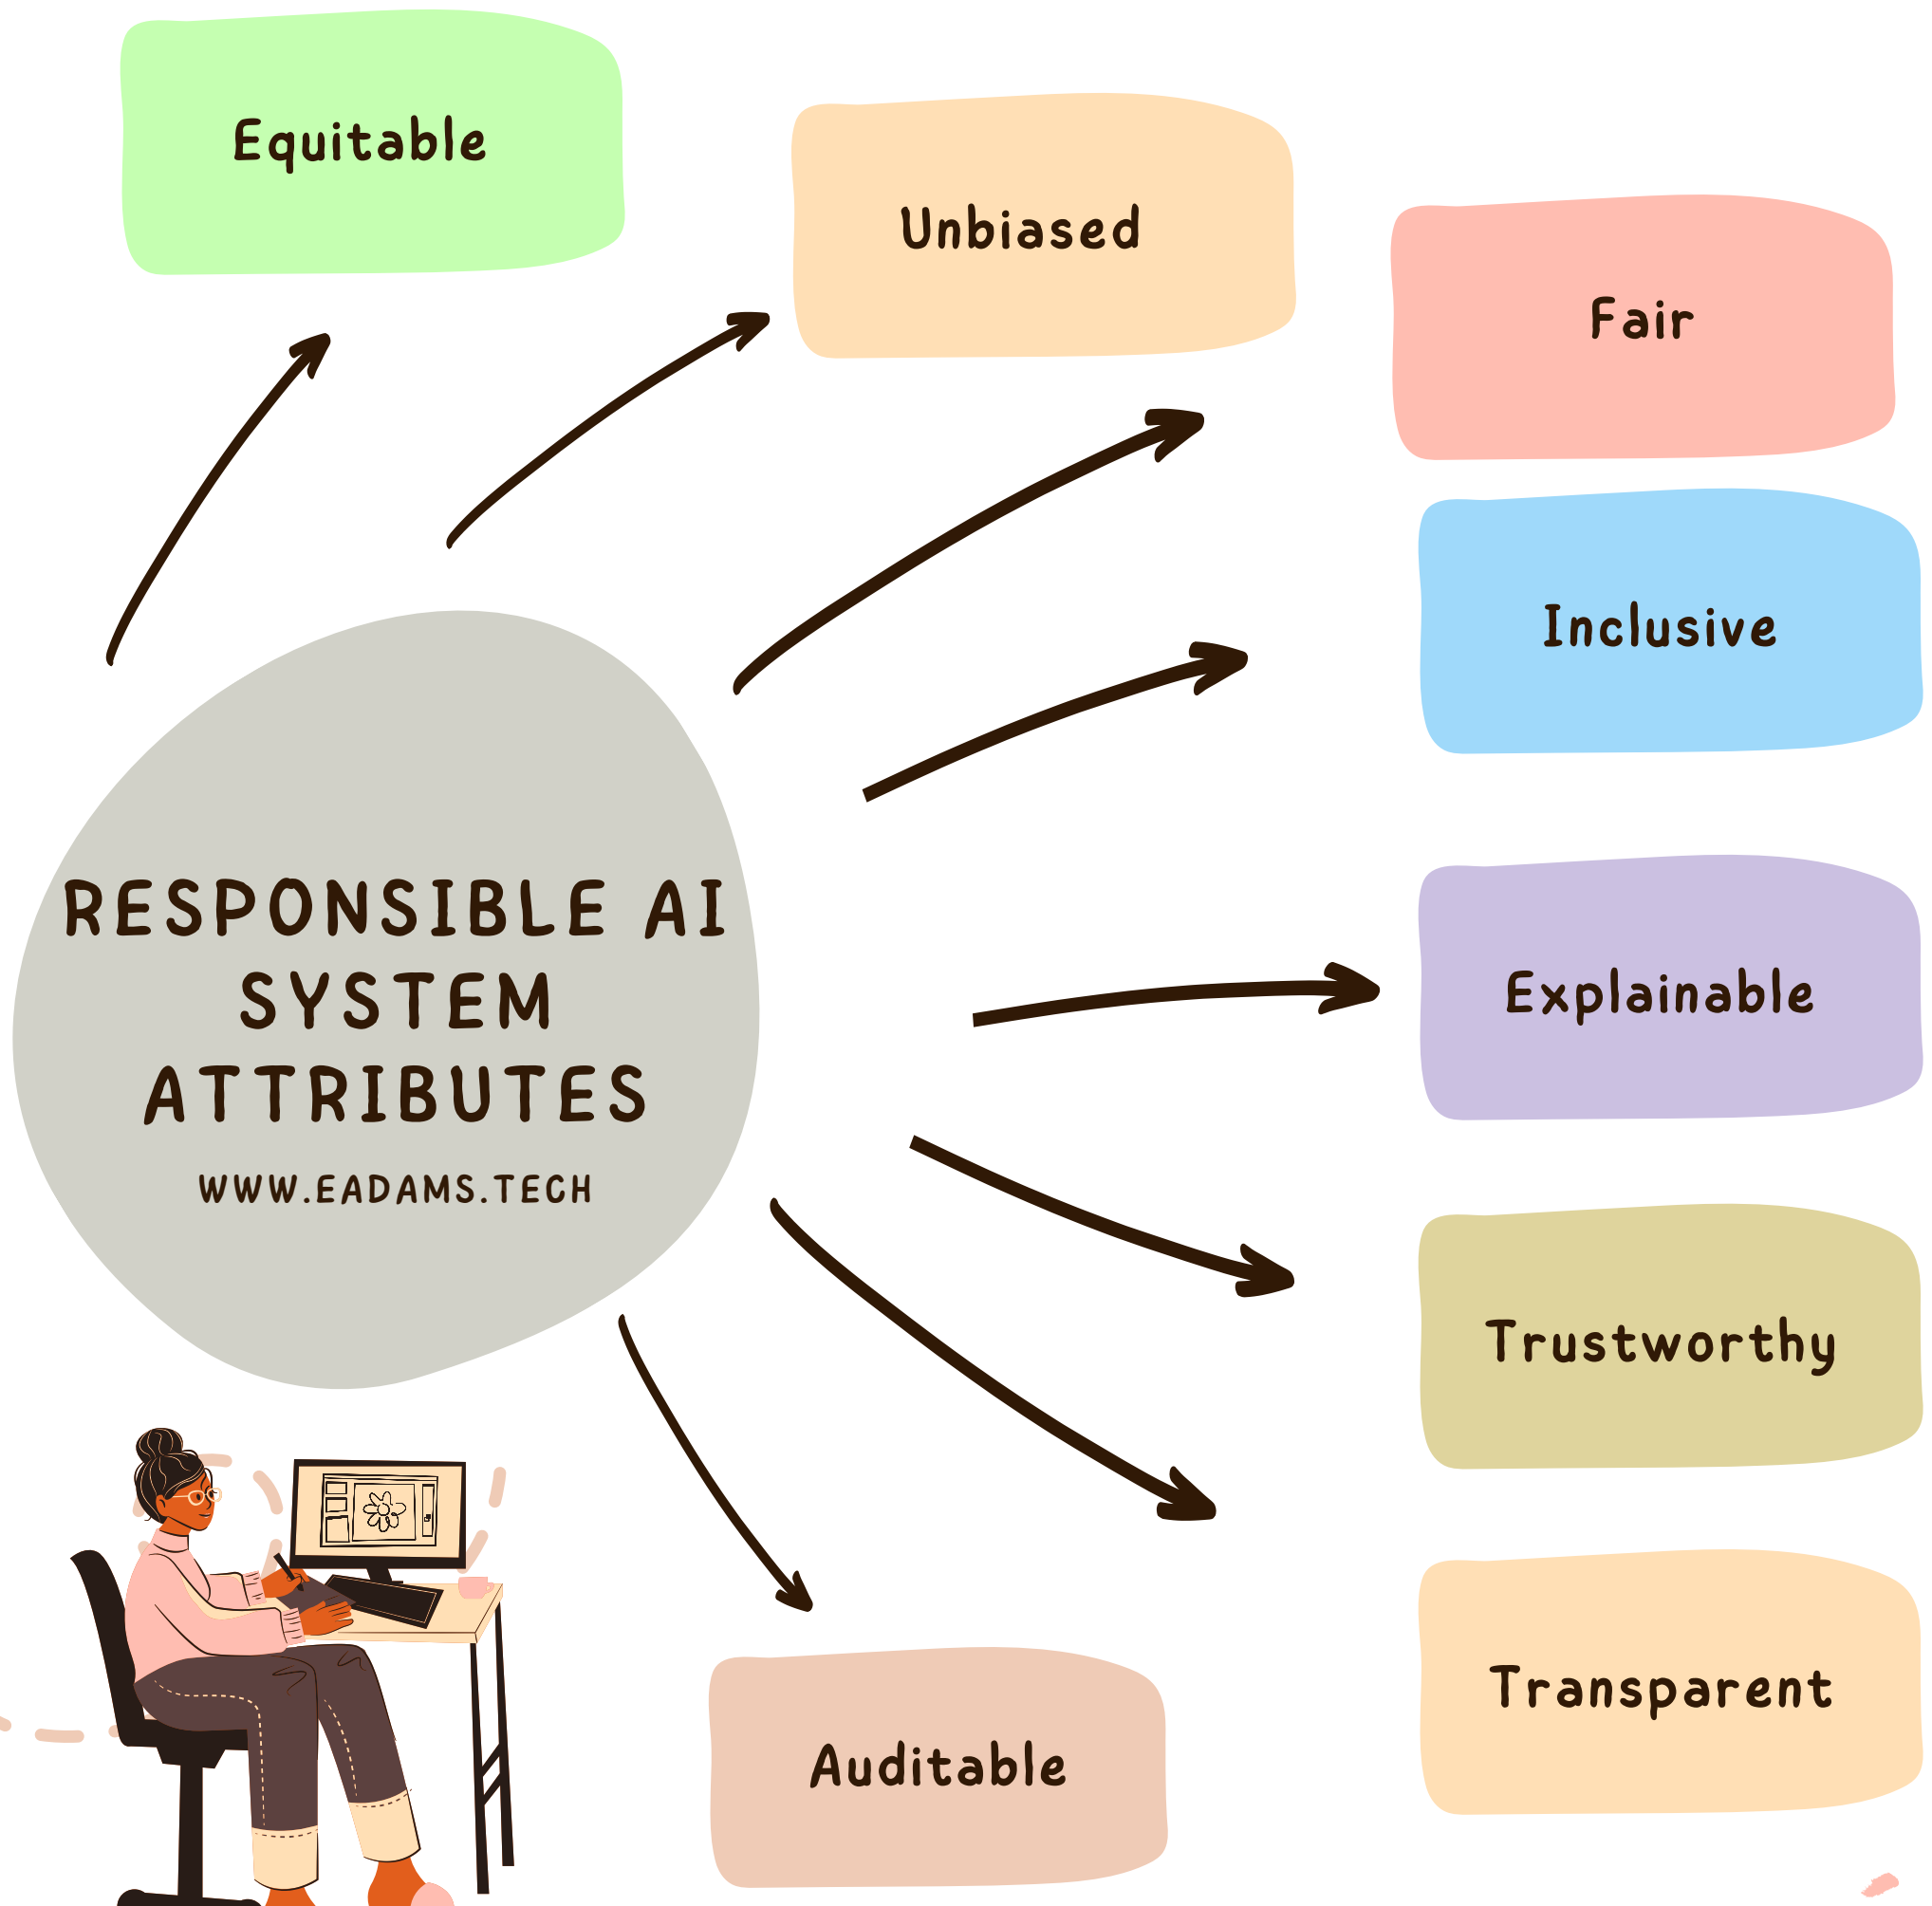 Equitable
Unbiased
Fair
Inclusive
RESPONSIBLE AI
SYSTEM
ATTRIBUTES
WWW.EADAMS.TECH
Explainable
Trustworthy
Transparent
Auditable